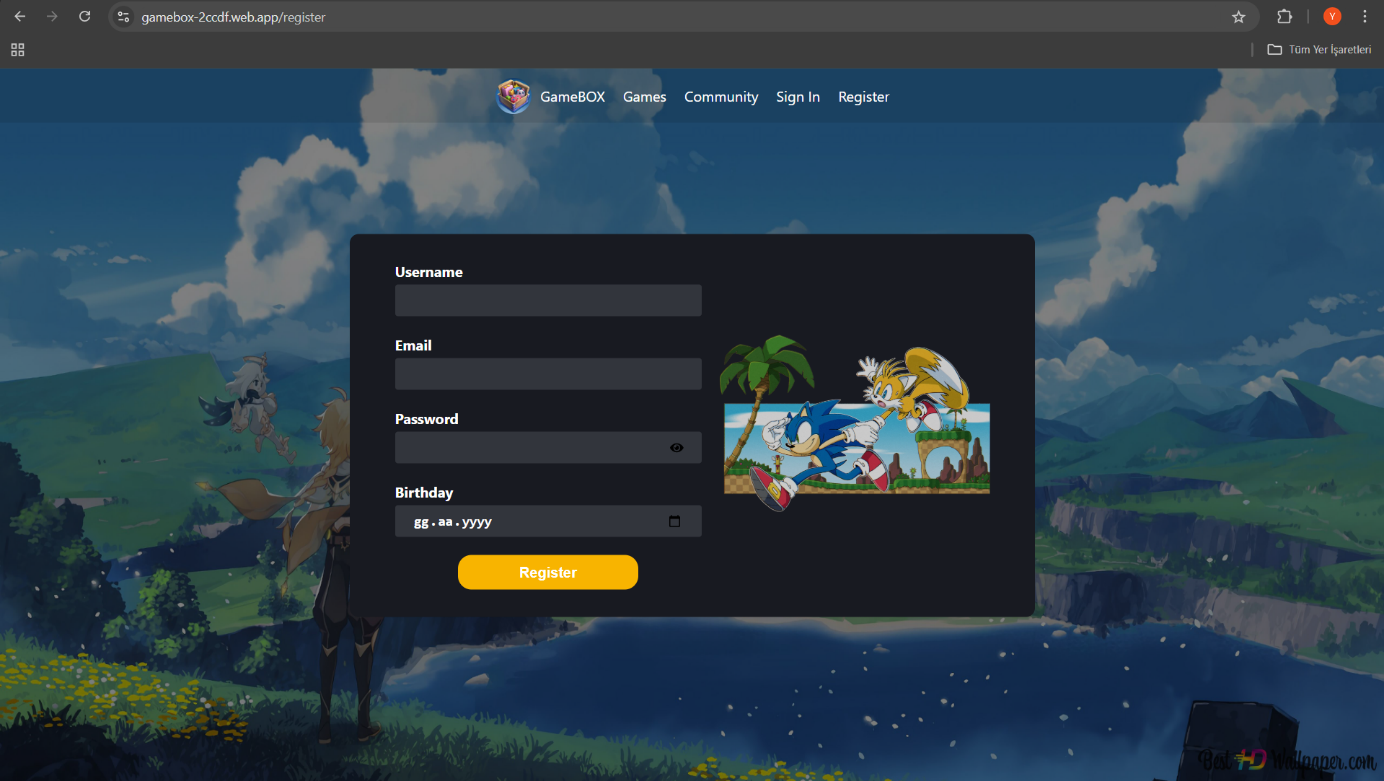 gamebox-2ccdf.web.app/register
Y
Tüm Yer İşaretleri
GameBOX Games Community Sign In Register
Username
Email
Password
Birthday
gg.aa.yyyy
Register
Best HD Wallpaper.com